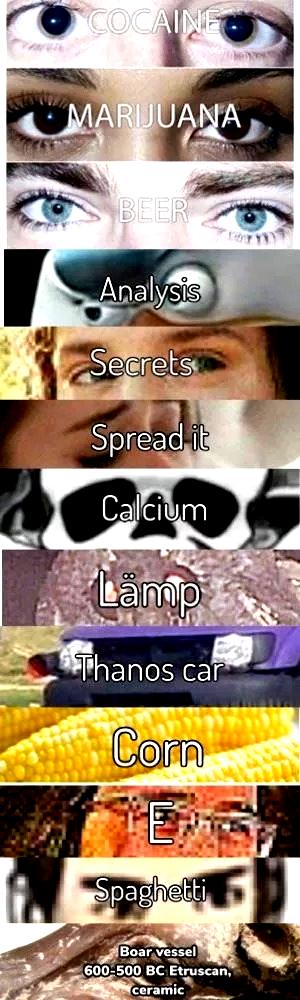 COCAINE
MARIJUANA
BEER
Analysis
Secrets
Spread it
Calcium
Lämp
Thanos car
Corn
E
Spaghetti
Boar vessel
600-500 BC Etruscan,
ceramic